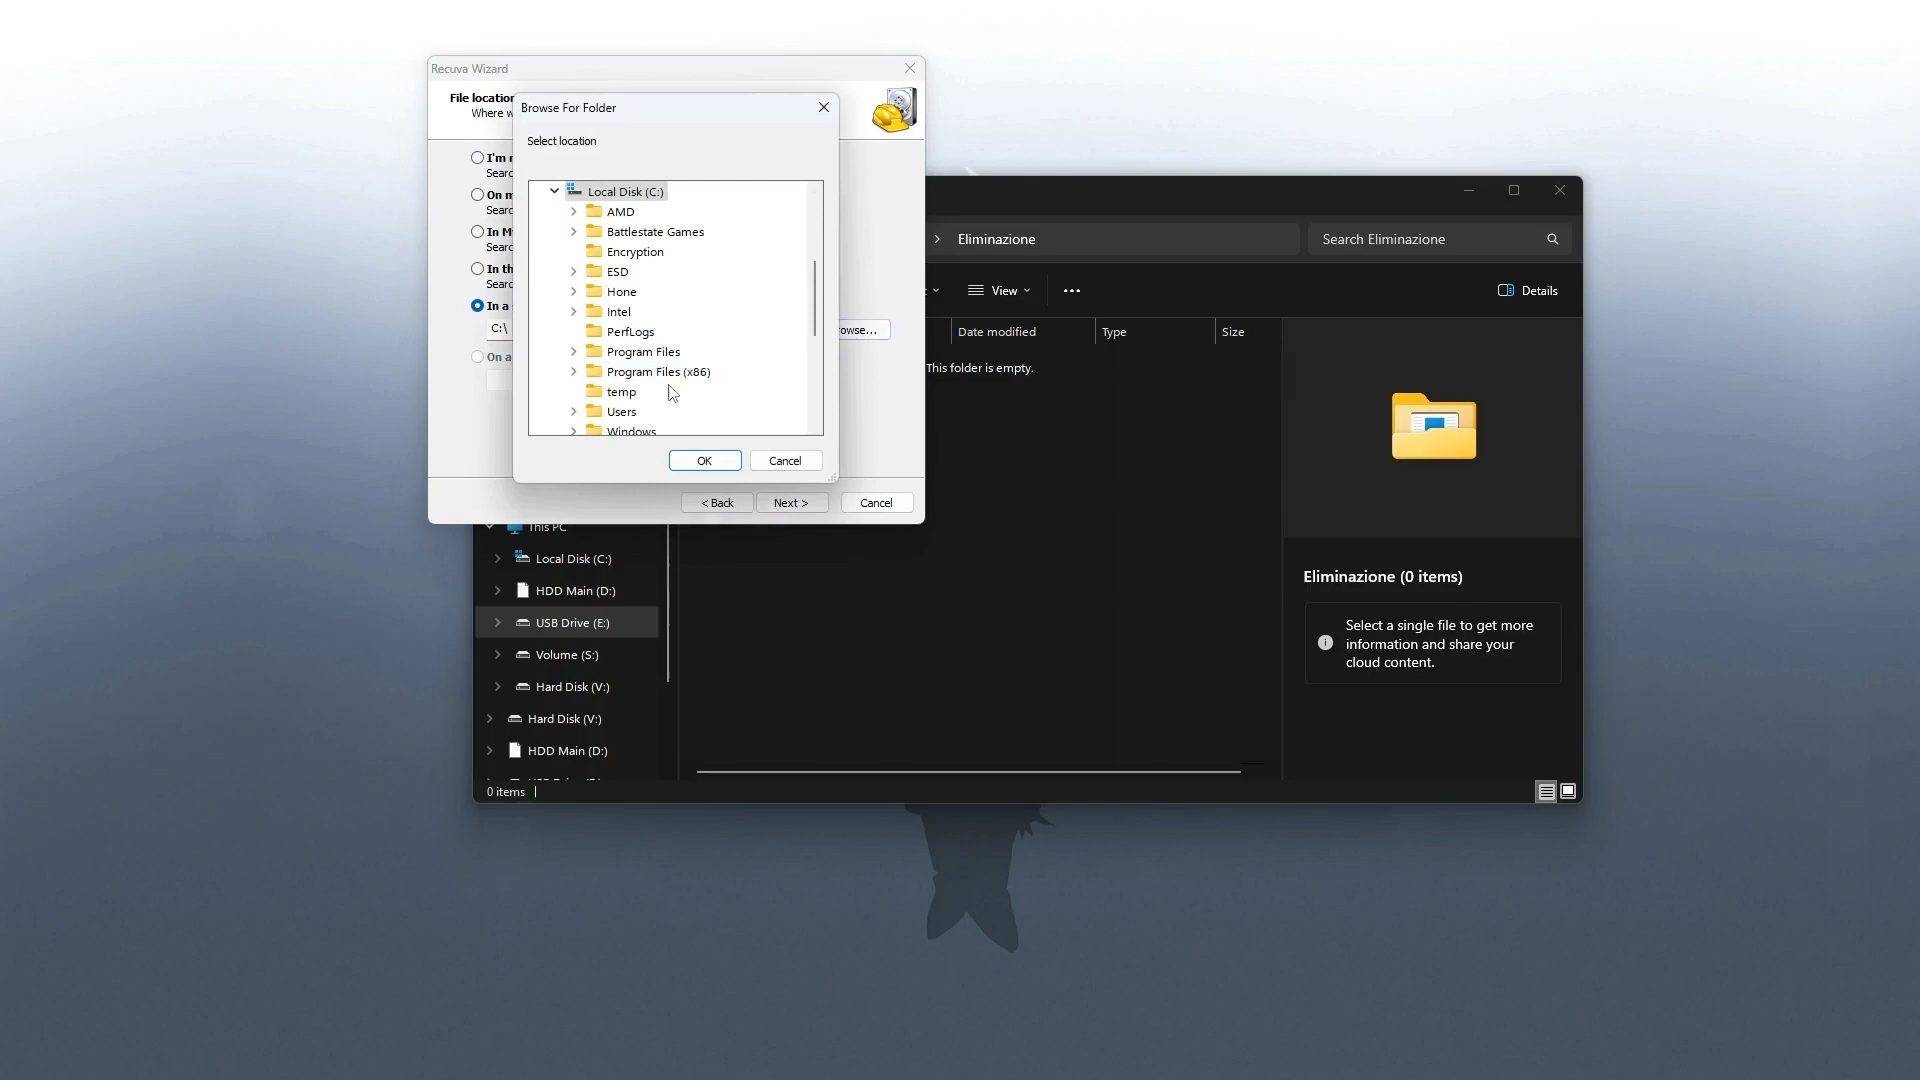 Recuva Wizard
File location
Where w
Browse For Folder
Select location
I'm n
Searc
On m
Searc
In M
Searc
In th
Searc
In a
C:\
On a
Browse...
Local Disk (C:)
AMD
Battlestate Games
Encryption
ESD
Hone
Intel
PerfLogs
Program Files
Program Files (x86)
temp
Users
Windows
OK
Cancel
< Back
Next >
Cancel
Eliminazione
Search Eliminazione
View
Details
Date modified
Type
Size
This folder is empty.
This PC
Local Disk (C:)
HDD Main (D:)
USB Drive (E:)
Volume (S:)
Hard Disk (V:)
Hard Disk (V:)
HDD Main (D:)
Eliminazione (0 items)
Select a single file to get more
information and share your
cloud content.
0 items